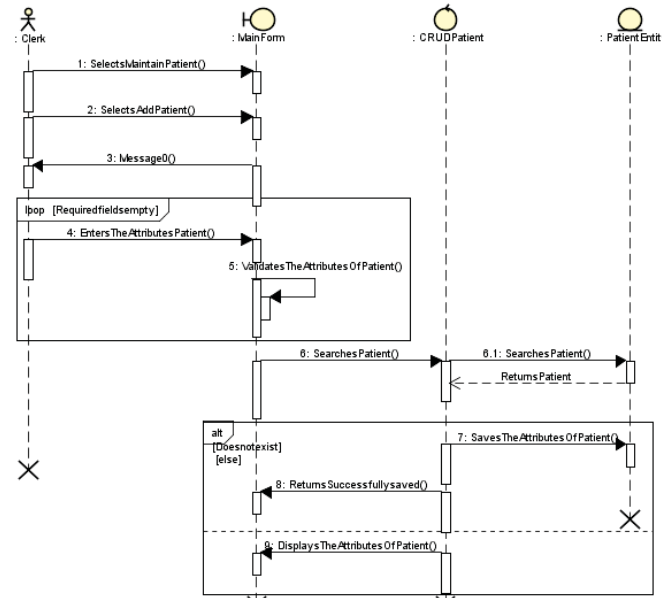 : Clerk
: MainForm
: CRUDPatient
: PatientEntit
1: SelectsMaintainPatient()
2: SelectsAddPatient()
3: Message0()
loop [Requiredfieldsempty]
4: EntersTheAttributesPatient()
5: ValidatesTheAttributesOfPatient()
6: SearchesPatient()
6.1: SearchesPatient()
ReturnsPatient
alt
[Doesnotexist]
[else]
7: SavesTheAttributesOfPatient()
8: ReturnsSuccessfullysaved()
9: DisplaysTheAttributesOfPatient()